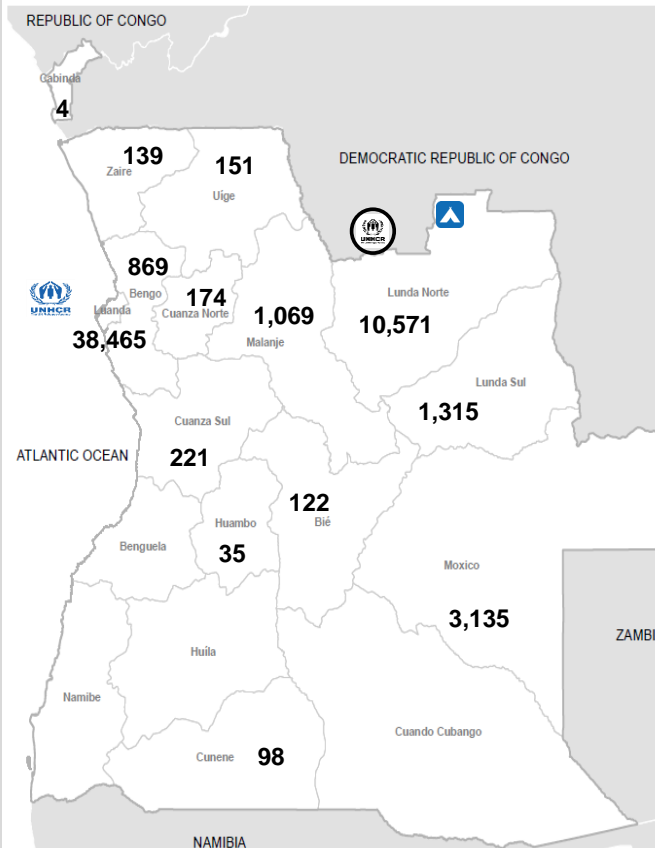 REPUBLIC OF CONGO
Cabinda
4
139
Zaire
151
Uige
DEMOCRATIC REPUBLIC OF CONGO
UNHCR
869
Bengo
174
Cuanza Norte
1,069
Malanje
Lunda Norte
10,571
UNHCR
Luanda
38,465
Lunda Sul
1,315
Cuanza Sul
221
ATLANTIC OCEAN
122
Bié
Huambo
35
Benguela
Moxico
3,135
ZAMBI
Huila
Namibe
Cuando Cubango
Cunene
98
NAMIBIA